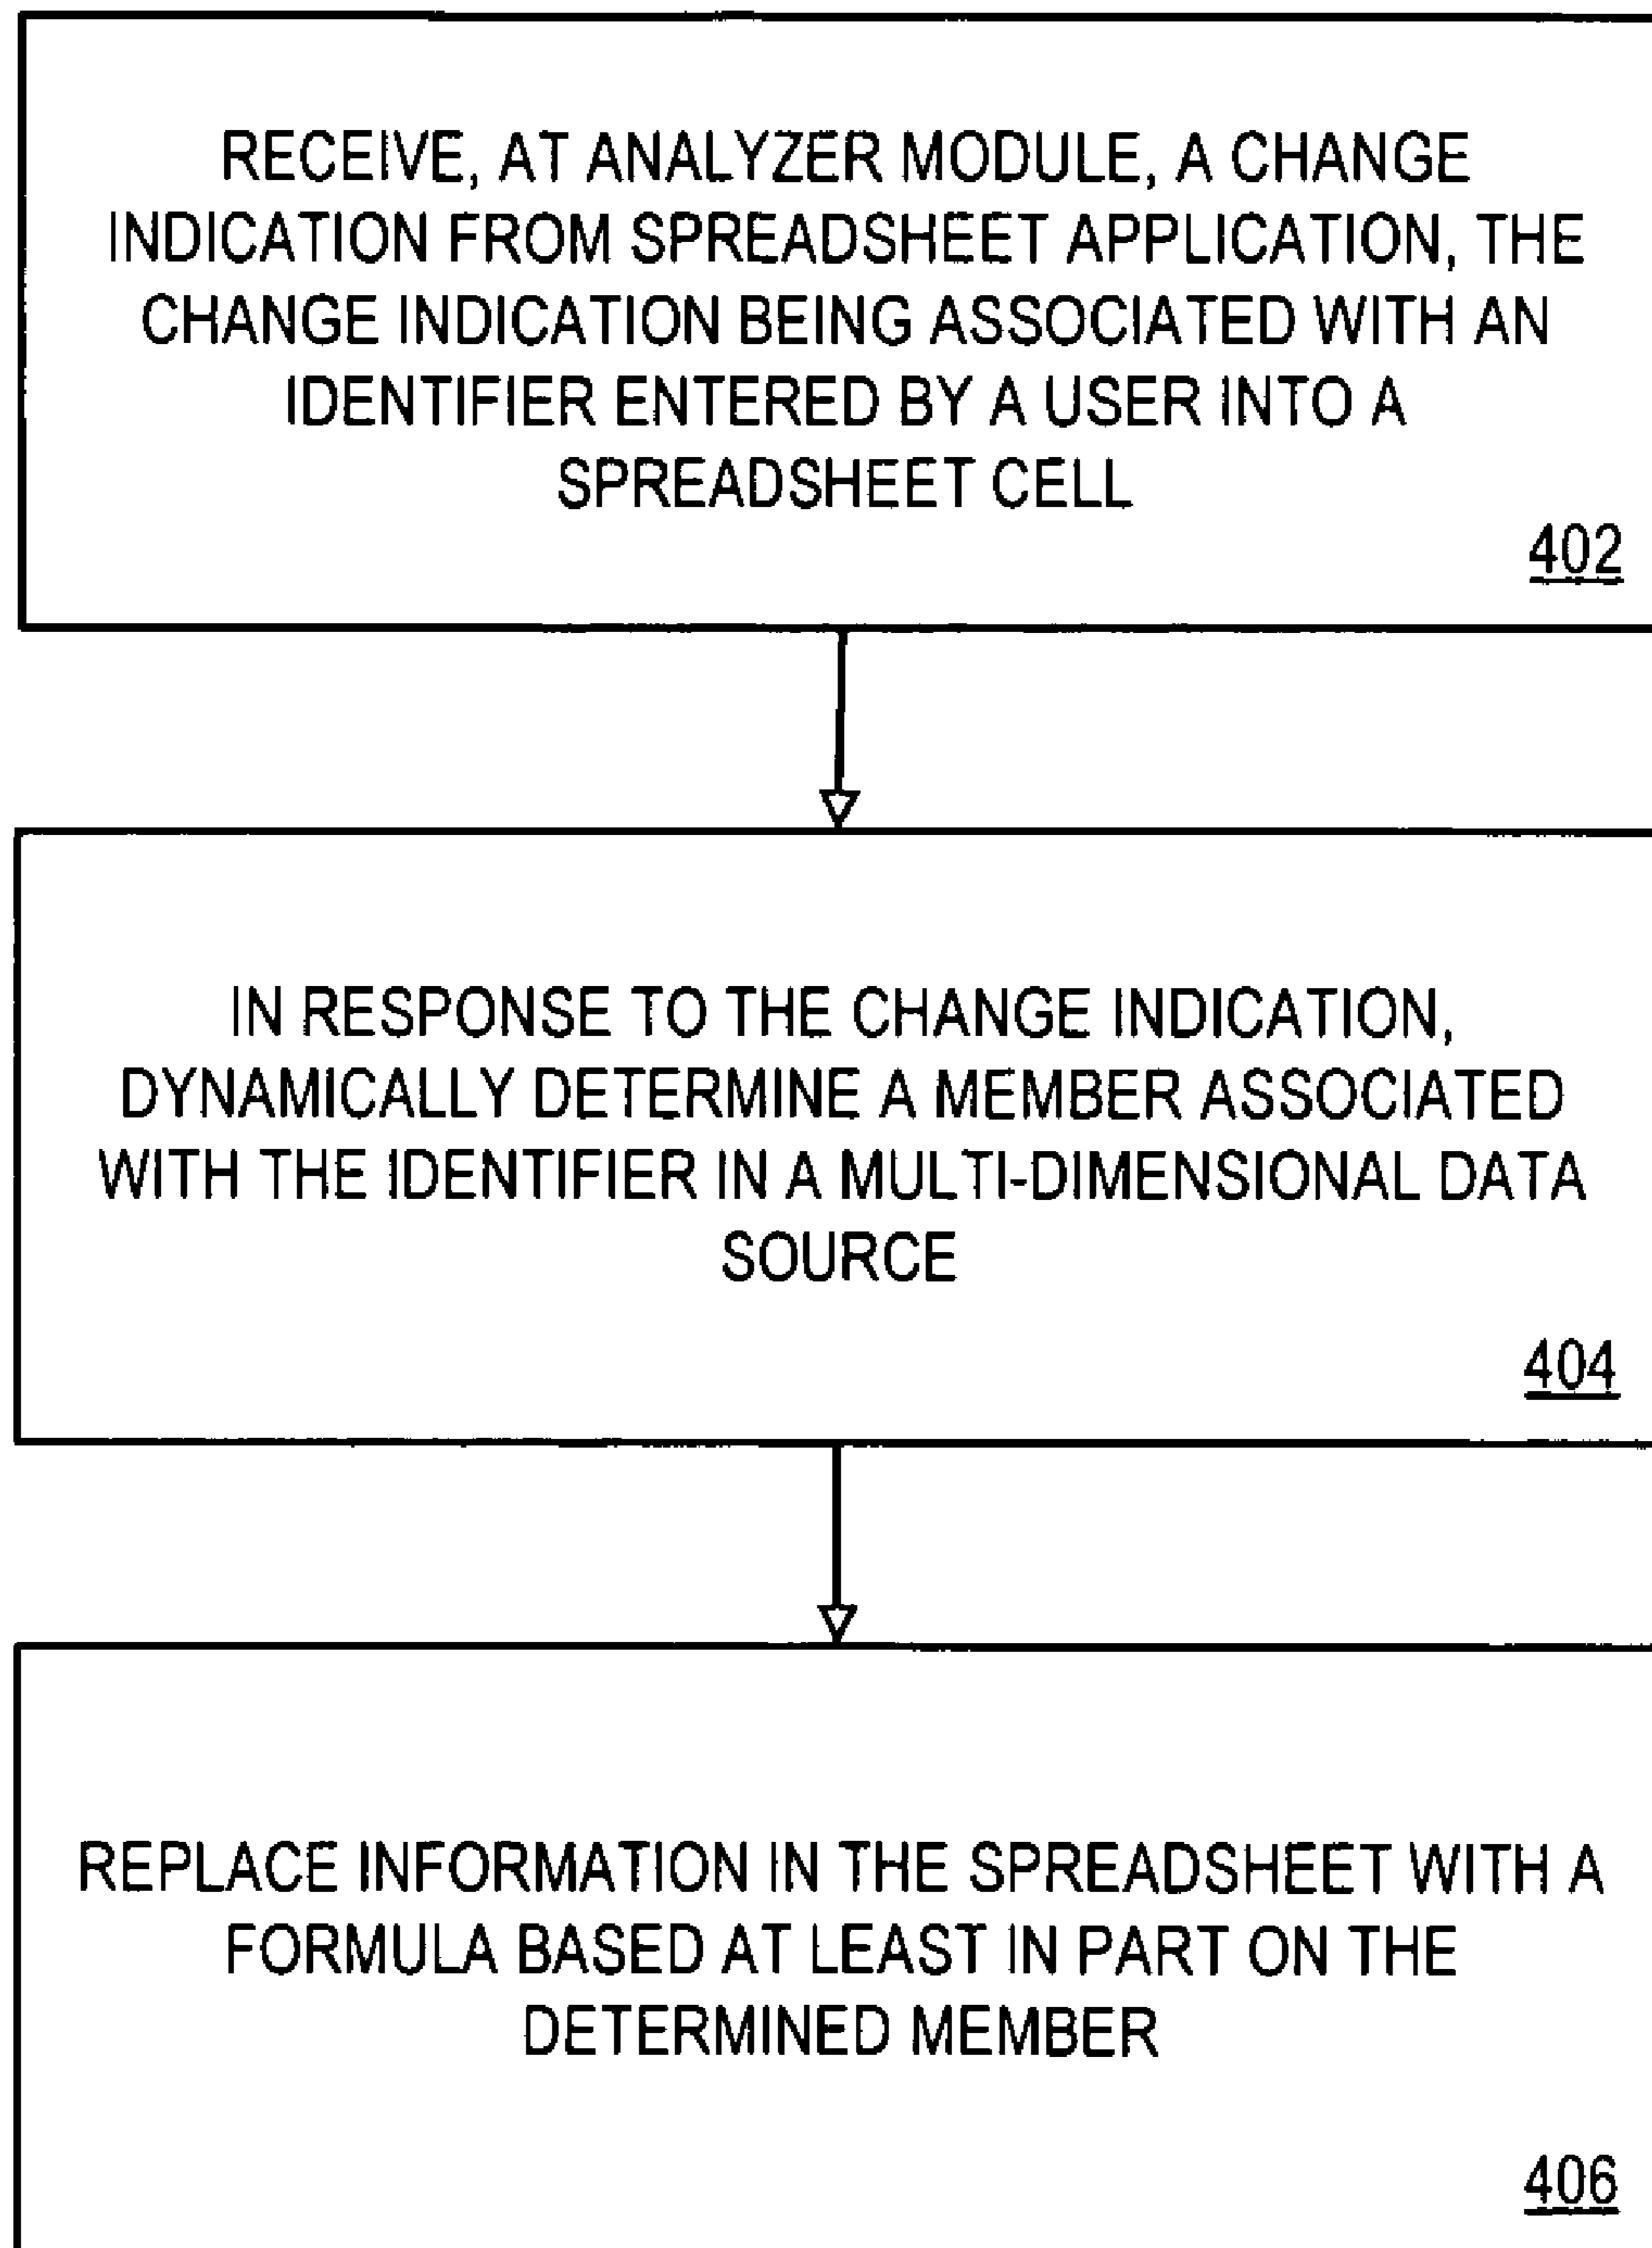 RECEIVE, AT ANALYZER MODULE, A CHANGE
INDICATION FROM SPREADSHEET APPLICATION, THE
CHANGE INDICATION BEING ASSOCIATED WITH AN
IDENTIFIER ENTERED BY A USER INTO A
SPREADSHEET CELL
402
IN RESPONSE TO THE CHANGE INDICATION,
DYNAMICALLY DETERMINE A MEMBER ASSOCIATED
WITH THE IDENTIFIER IN A MULTI-DIMENSIONAL DATA
SOURCE
404
REPLACE INFORMATION IN THE SPREADSHEET WITH A
FORMULA BASED AT LEAST IN PART ON THE
DETERMINED MEMBER
406